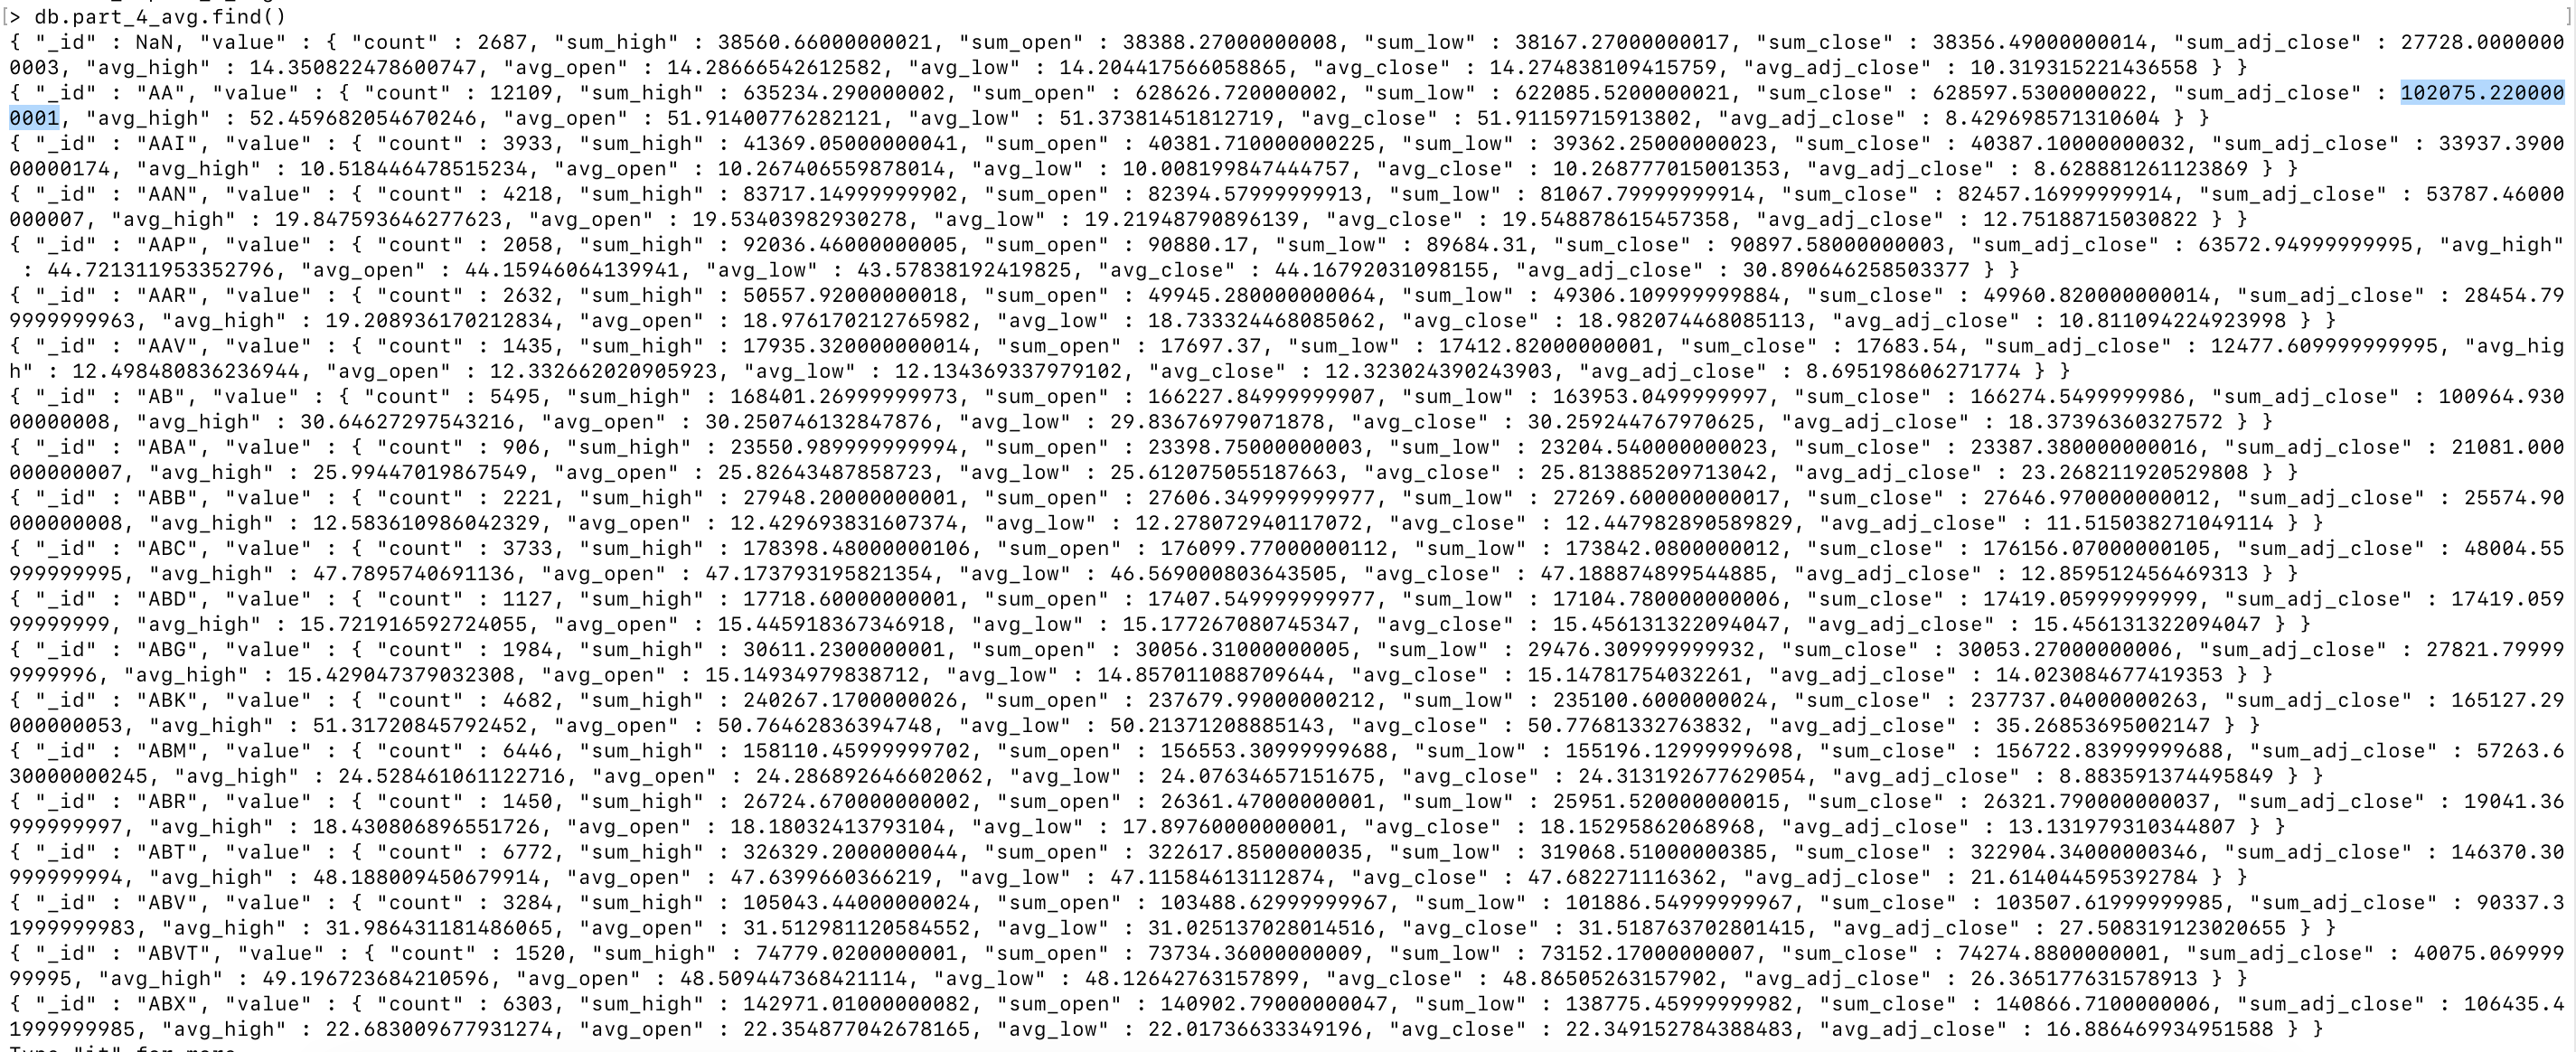 [> db.part_4_avg.find() ]
{ "_id" : NaN, "value" : { "count" : 2687, "sum_high" : 38560.66000000021, "sum_open" : 38388.27000000008, "sum_low" : 38167.27000000017, "sum_close" : 38356.49000000014, "sum_adj_close" : 27728.0000000
0003, "avg_high" : 14.350822478600747, "avg_open" : 14.28666542612582, "avg_low" : 14.204417566058865, "avg_close" : 14.274838109415759, "avg_adj_close" : 10.319315221436558 } }
{ "_id" : "AA", "value" : { "count" : 12109, "sum_high" : 635234.290000002, "sum_open" : 628626.720000002, "sum_low" : 622085.5200000021, "sum_close" : 628597.5300000022, "sum_adj_close" : 102075.220000
0001, "avg_high" : 52.459682054670246, "avg_open" : 51.91400776282121, "avg_low" : 51.37381451812719, "avg_close" : 51.91159715913802, "avg_adj_close" : 8.429698571310604 } }
{ "_id" : "AAI", "value" : { "count" : 3933, "sum_high" : 41369.05000000041, "sum_open" : 40381.710000000225, "sum_low" : 39362.25000000023, "sum_close" : 40387.10000000032, "sum_adj_close" : 33937.3900
00000174, "avg_high" : 10.518446478515234, "avg_open" : 10.267406559878014, "avg_low" : 10.008199847444757, "avg_close" : 10.268777015001353, "avg_adj_close" : 8.628881261123869 } }
{ "_id" : "AAN", "value" : { "count" : 4218, "sum_high" : 83717.14999999902, "sum_open" : 82394.57999999913, "sum_low" : 81067.79999999914, "sum_close" : 82457.16999999914, "sum_adj_close" : 53787.46000
000007, "avg_high" : 19.847593646277623, "avg_open" : 19.53403982930278, "avg_low" : 19.21948790896139, "avg_close" : 19.548878615457358, "avg_adj_close" : 12.75188715030822 } }
{ "_id" : "AAP", "value" : { "count" : 2058, "sum_high" : 92036.46000000005, "sum_open" : 90880.17, "sum_low" : 89684.31, "sum_close" : 90897.58000000003, "sum_adj_close" : 63572.94999999995, "avg_high"
 : 44.721311953352796, "avg_open" : 44.15946064139941, "avg_low" : 43.57838192419825, "avg_close" : 44.16792031098155, "avg_adj_close" : 30.890646258503377 } }
{ "_id" : "AAR", "value" : { "count" : 2632, "sum_high" : 50557.92000000018, "sum_open" : 49945.280000000064, "sum_low" : 49306.109999999884, "sum_close" : 49960.820000000014, "sum_adj_close" : 28454.79
9999999963, "avg_high" : 19.208936170212834, "avg_open" : 18.976170212765982, "avg_low" : 18.733324468085062, "avg_close" : 18.982074468085113, "avg_adj_close" : 10.811094224923998 } }
{ "_id" : "AAV", "value" : { "count" : 1435, "sum_high" : 17935.320000000014, "sum_open" : 17697.37, "sum_low" : 17412.82000000001, "sum_close" : 17683.54, "sum_adj_close" : 12477.609999999995, "avg_hig
h" : 12.498480836236944, "avg_open" : 12.332662020905923, "avg_low" : 12.134369337979102, "avg_close" : 12.323024390243903, "avg_adj_close" : 8.695198606271774 } }
{ "_id" : "AB", "value" : { "count" : 5495, "sum_high" : 168401.26999999973, "sum_open" : 166227.84999999907, "sum_low" : 163953.0499999997, "sum_close" : 166274.5499999986, "sum_adj_close" : 100964.930
00000008, "avg_high" : 30.64627297543216, "avg_open" : 30.250746132847876, "avg_low" : 29.83676979071878, "avg_close" : 30.259244767970625, "avg_adj_close" : 18.37396360327572 } }
{ "_id" : "ABA", "value" : { "count" : 906, "sum_high" : 23550.989999999994, "sum_open" : 23398.75000000003, "sum_low" : 23204.540000000023, "sum_close" : 23387.380000000016, "sum_adj_close" : 21081.000
000000007, "avg_high" : 25.99447019867549, "avg_open" : 25.82643487858723, "avg_low" : 25.612075055187663, "avg_close" : 25.813885209713042, "avg_adj_close" : 23.268211920529808 } }
{ "_id" : "ABB", "value" : { "count" : 2221, "sum_high" : 27948.20000000001, "sum_open" : 27606.349999999977, "sum_low" : 27269.600000000017, "sum_close" : 27646.970000000012, "sum_adj_close" : 25574.90
000000008, "avg_high" : 12.583610986042329, "avg_open" : 12.429693831607374, "avg_low" : 12.278072940117072, "avg_close" : 12.447982890589829, "avg_adj_close" : 11.515038271049114 } }
{ "_id" : "ABC", "value" : { "count" : 3733, "sum_high" : 178398.48000000106, "sum_open" : 176099.77000000112, "sum_low" : 173842.0800000012, "sum_close" : 176156.07000000105, "sum_adj_close" : 48004.55
999999995, "avg_high" : 47.7895740691136, "avg_open" : 47.173793195821354, "avg_low" : 46.569000803643505, "avg_close" : 47.188874899544885, "avg_adj_close" : 12.859512456469313 } }
{ "_id" : "ABD", "value" : { "count" : 1127, "sum_high" : 17718.60000000001, "sum_open" : 17407.549999999977, "sum_low" : 17104.780000000006, "sum_close" : 17419.05999999999, "sum_adj_close" : 17419.059
99999999, "avg_high" : 15.721916592724055, "avg_open" : 15.445918367346918, "avg_low" : 15.177267080745347, "avg_close" : 15.456131322094047, "avg_adj_close" : 15.456131322094047 } }
{ "_id" : "ABG", "value" : { "count" : 1984, "sum_high" : 30611.2300000001, "sum_open" : 30056.31000000005, "sum_low" : 29476.309999999932, "sum_close" : 30053.27000000006, "sum_adj_close" : 27821.79999
9999996, "avg_high" : 15.429047379032308, "avg_open" : 15.14934979838712, "avg_low" : 14.857011088709644, "avg_close" : 15.14781754032261, "avg_adj_close" : 14.023084677419353 } }
{ "_id" : "ABK", "value" : { "count" : 4682, "sum_high" : 240267.1700000026, "sum_open" : 237679.99000000212, "sum_low" : 235100.6000000024, "sum_close" : 237737.04000000263, "sum_adj_close" : 165127.29
000000053, "avg_high" : 51.31720845792452, "avg_open" : 50.76462836394748, "avg_low" : 50.21371208885143, "avg_close" : 50.77681332763832, "avg_adj_close" : 35.26853695002147 } }
{ "_id" : "ABM", "value" : { "count" : 6446, "sum_high" : 158110.45999999702, "sum_open" : 156553.30999999688, "sum_low" : 155196.12999999698, "sum_close" : 156722.83999999688, "sum_adj_close" : 57263.6
30000000245, "avg_high" : 24.528461061122716, "avg_open" : 24.286892646602062, "avg_low" : 24.07634657151675, "avg_close" : 24.313192677629054, "avg_adj_close" : 8.883591374495849 } }
{ "_id" : "ABR", "value" : { "count" : 1450, "sum_high" : 26724.670000000002, "sum_open" : 26361.47000000001, "sum_low" : 25951.520000000015, "sum_close" : 26321.790000000037, "sum_adj_close" : 19041.36
999999997, "avg_high" : 18.430806896551726, "avg_open" : 18.18032413793104, "avg_low" : 17.89760000000001, "avg_close" : 18.15295862068968, "avg_adj_close" : 13.131979310344807 } }
{ "_id" : "ABT", "value" : { "count" : 6772, "sum_high" : 326329.2000000044, "sum_open" : 322617.8500000035, "sum_low" : 319068.51000000385, "sum_close" : 322904.34000000346, "sum_adj_close" : 146370.30
999999994, "avg_high" : 48.188009450679914, "avg_open" : 47.6399660366219, "avg_low" : 47.11584613112874, "avg_close" : 47.682271116362, "avg_adj_close" : 21.614044595392784 } }
{ "_id" : "ABV", "value" : { "count" : 3284, "sum_high" : 105043.44000000024, "sum_open" : 103488.62999999967, "sum_low" : 101886.54999999967, "sum_close" : 103507.61999999985, "sum_adj_close" : 90337.3
1999999983, "avg_high" : 31.986431181486065, "avg_open" : 31.512981120584552, "avg_low" : 31.025137028014516, "avg_close" : 31.518763702801415, "avg_adj_close" : 27.508319123020655 } }
{ "_id" : "ABVT", "value" : { "count" : 1520, "sum_high" : 74779.0200000001, "sum_open" : 73734.36000000009, "sum_low" : 73152.17000000007, "sum_close" : 74274.8800000001, "sum_adj_close" : 40075.069999
99995, "avg_high" : 49.196723684210596, "avg_open" : 48.509447368421114, "avg_low" : 48.12642763157899, "avg_close" : 48.86505263157902, "avg_adj_close" : 26.365177631578913 } }
{ "_id" : "ABX", "value" : { "count" : 6303, "sum_high" : 142971.01000000082, "sum_open" : 140902.79000000047, "sum_low" : 138775.45999999982, "sum_close" : 140866.7100000006, "sum_adj_close" : 106435.4
1999999985, "avg_high" : 22.683009677931274, "avg_open" : 22.354877042678165, "avg_low" : 22.01736633349196, "avg_close" : 22.349152784388483, "avg_adj_close" : 16.886469934951588 } }
Type "it" for more